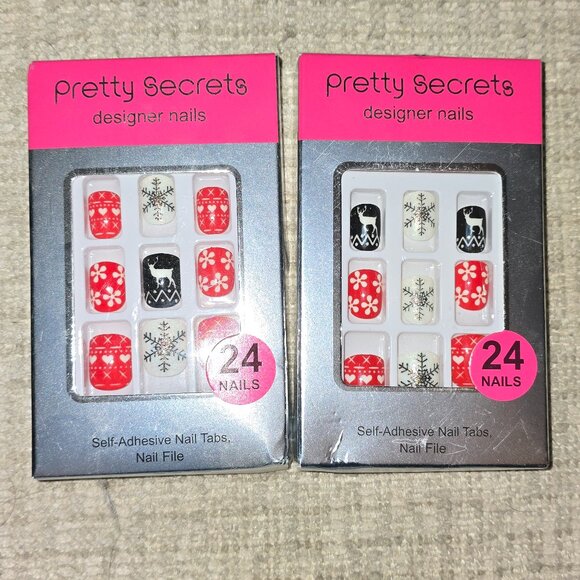 Pretty Secrets
designer nails
24
NAILS
Self-Adhesive Nail Tabs,
Nail File
Pretty Secrets
designer nails
24
NAILS
Self-Adhesive Nail Tabs,
Nail File